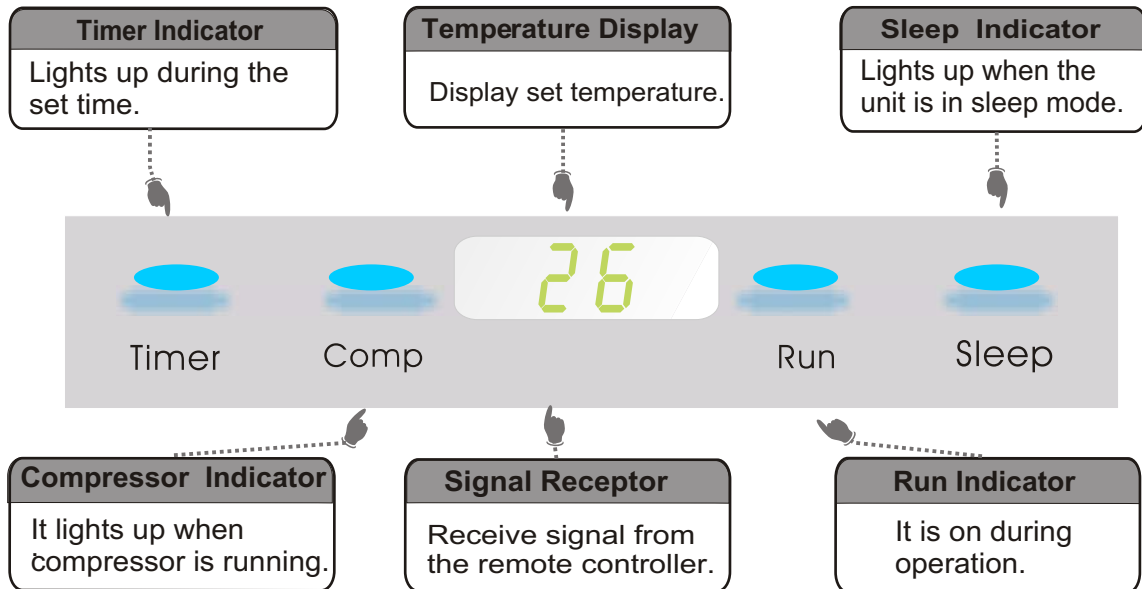 Timer Indicator
Lights up during the
set time.
Temperature Display
Display set temperature.
Sleep Indicator
Lights up when the
unit is in sleep mode.
26
Timer
Comp
Run
Sleep
Compressor Indicator
It lights up when
compressor is running.
Signal Receptor
Receive signal from
the remote controller.
Run Indicator
It is on during
operation.